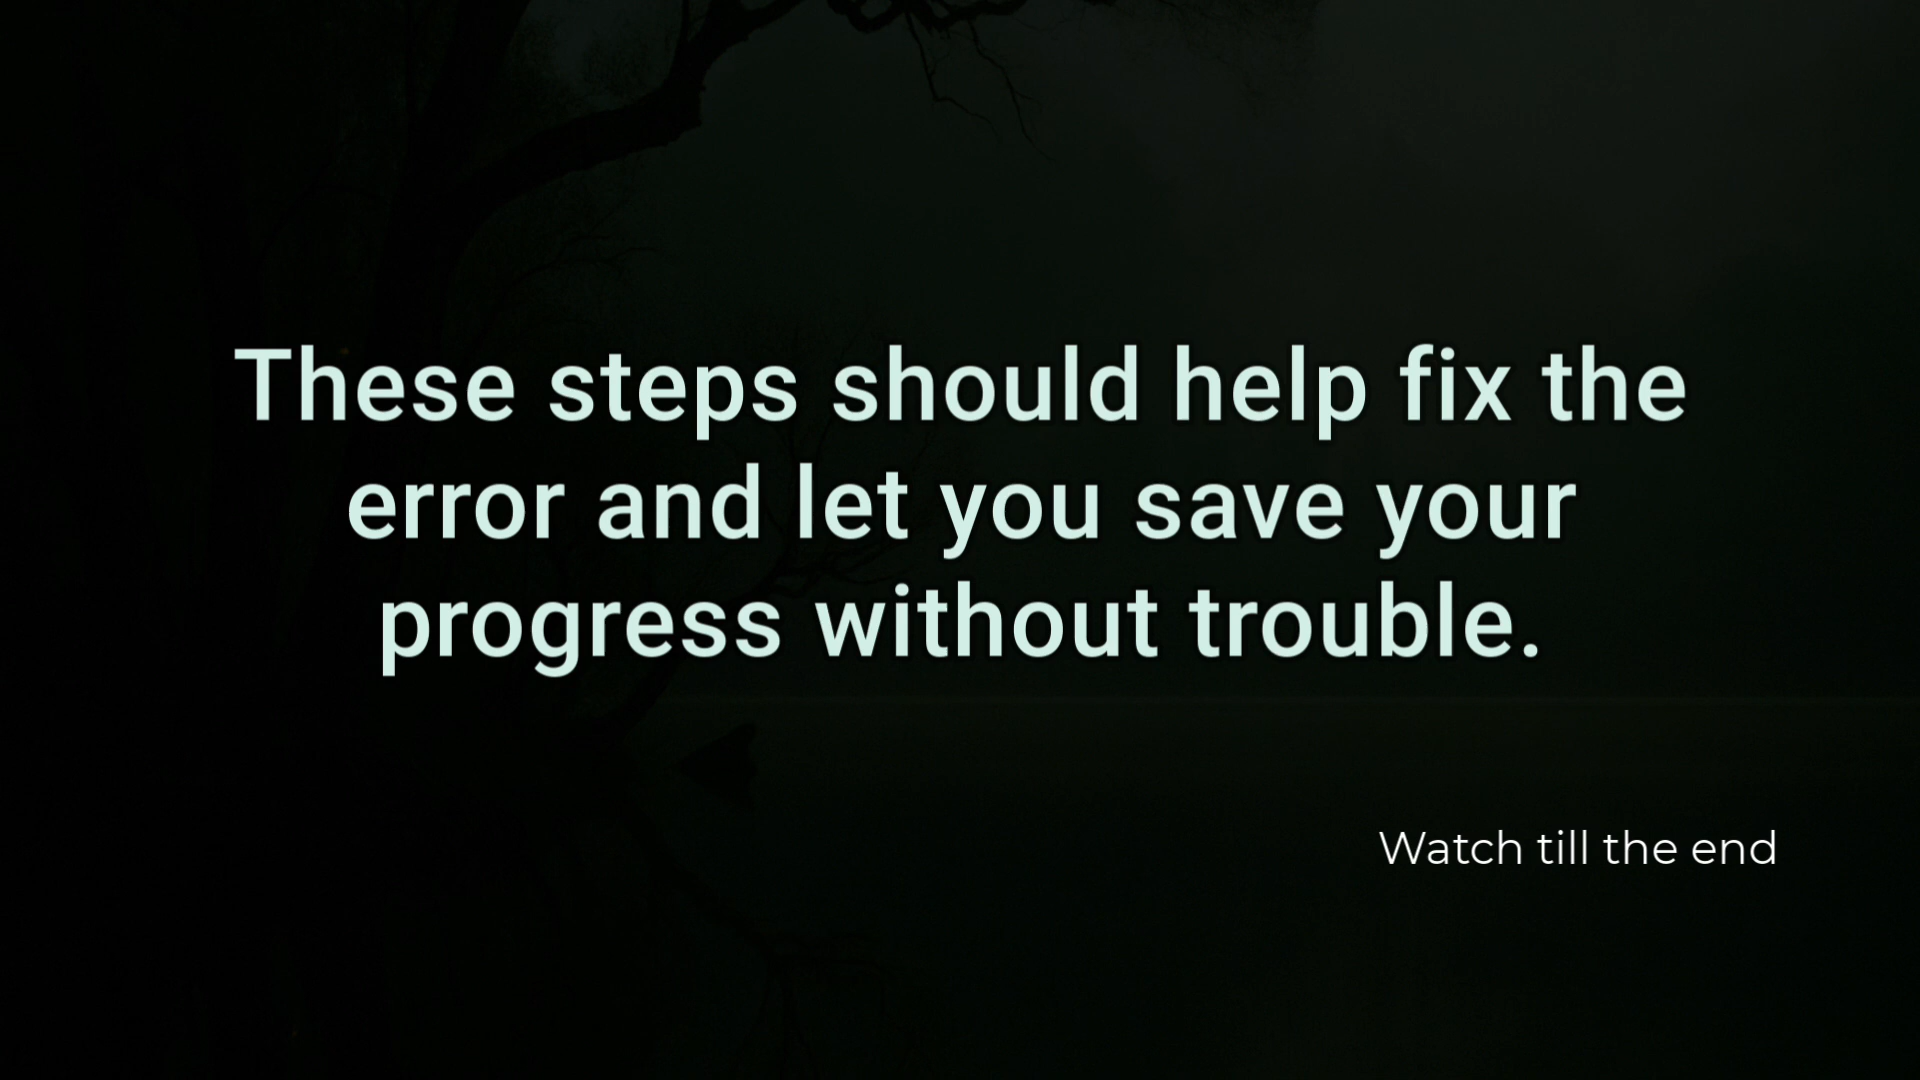 These steps should help fix the
error and let you save your
progress without trouble.
Watch till the end